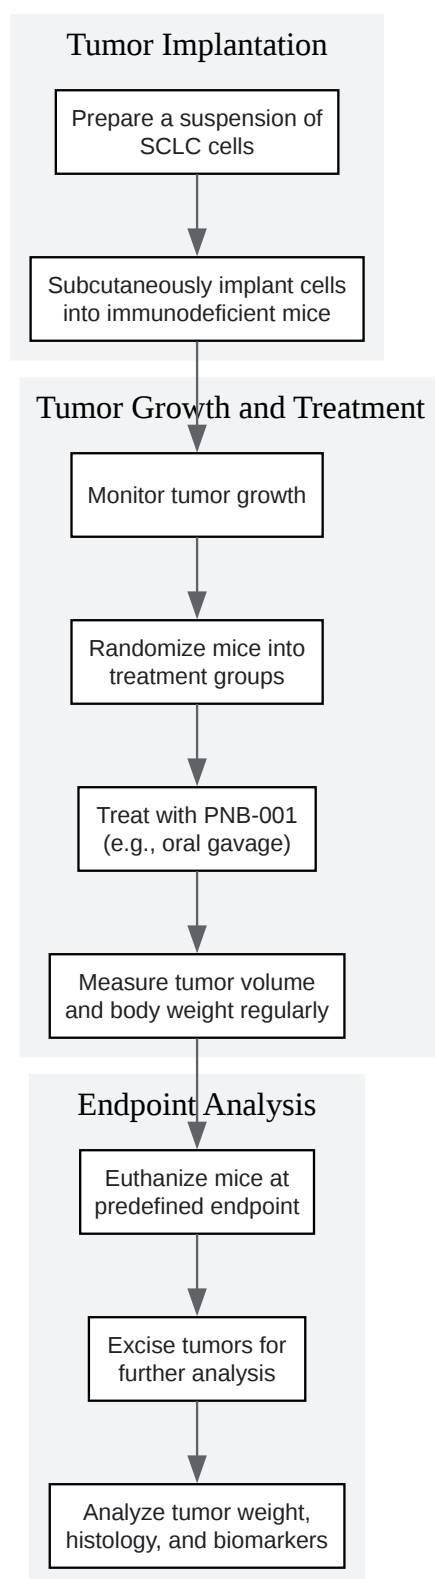 Tumor Implantation
Prepare a suspension of
SCLC cells
Subcutaneously implant cells
into immunodeficient mice
Tumor Growth and Treatment
Monitor tumor growth
Randomize mice into
treatment groups
Treat with PNB-001
(e.g., oral gavage)
Measure tumor volume
and body weight regularly
Endpoint Analysis
Euthanize mice at
predefined endpoint
Excise tumors for
further analysis
Analyze tumor weight,
histology, and biomarkers